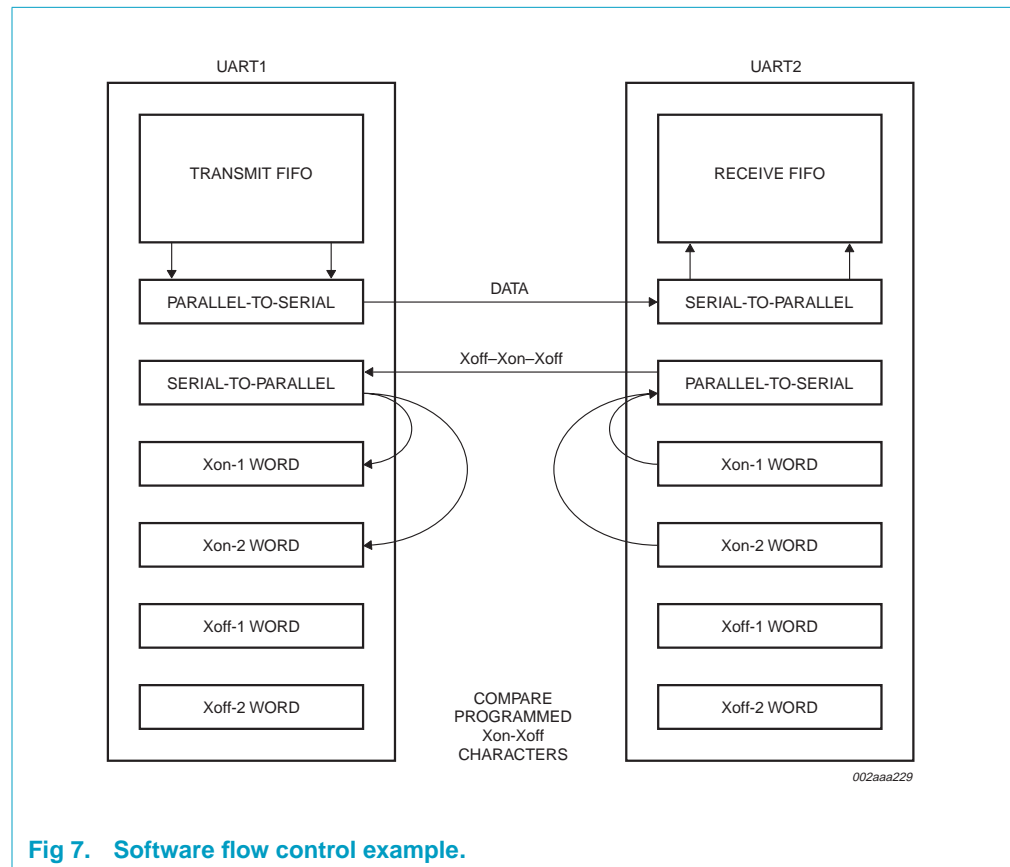 UART1
UART2
TRANSMIT FIFO
RECEIVE FIFO
PARALLEL-TO-SERIAL
DATA
SERIAL-TO-PARALLEL
Xoff–Xon–Xoff
SERIAL-TO-PARALLEL
PARALLEL-TO-SERIAL
Xon-1 WORD
Xon-1 WORD
Xon-2 WORD
Xon-2 WORD
Xoff-1 WORD
Xoff-1 WORD
Xoff-2 WORD
Xoff-2 WORD
COMPARE
PROGRAMMED
Xon-Xoff
CHARACTERS
002aaa229
Fig 7. Software flow control example.